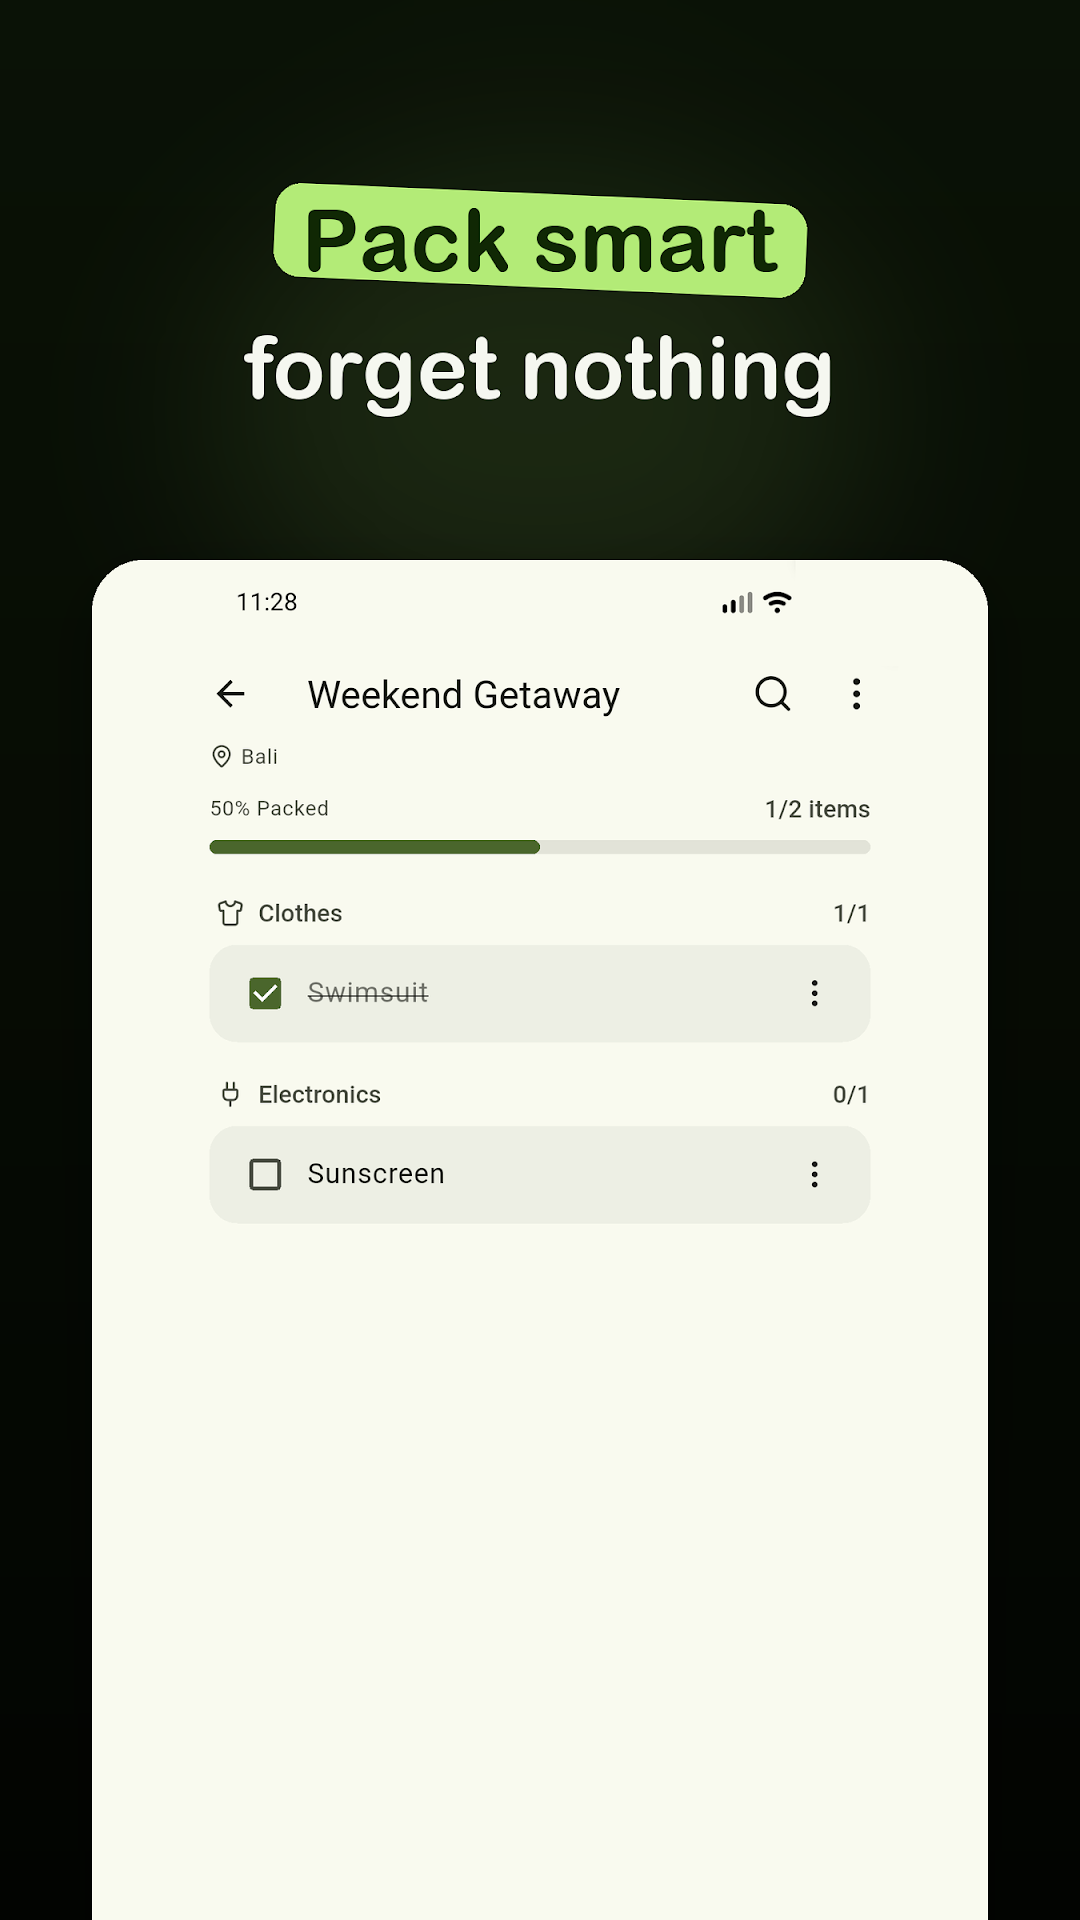 Pack smart
forget nothing
11:28
Weekend Getaway
Bali
50% Packed 1/2 items
Clothes 1/1
Swimsuit
Electronics 0/1
Sunscreen